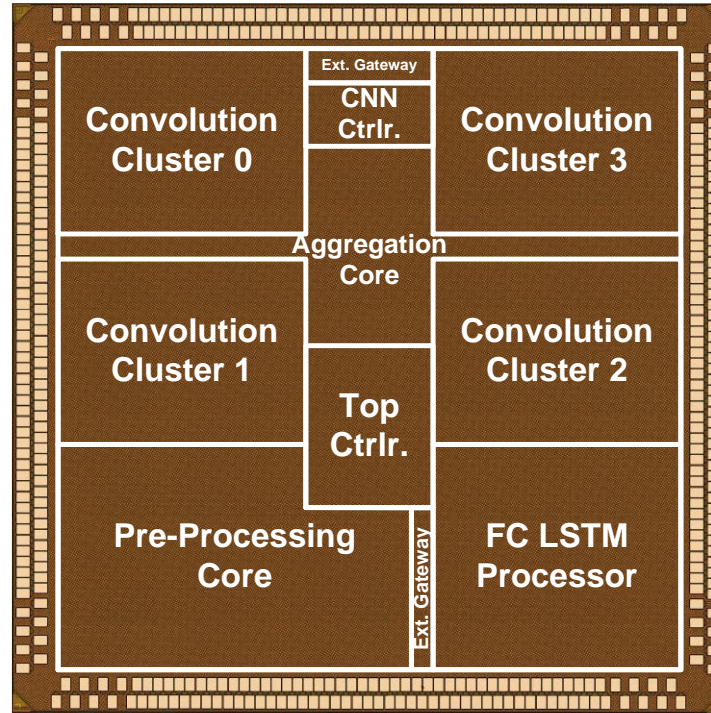 Ext. Gateway
CNN
Ctrlr.
Convolution
Cluster 0
Convolution
Cluster 3
Aggregation
Core
Convolution
Cluster 1
Convolution
Cluster 2
Top
Ctrlr.
Pre-Processing
Core
Ext. Gateway
FC LSTM
Processor